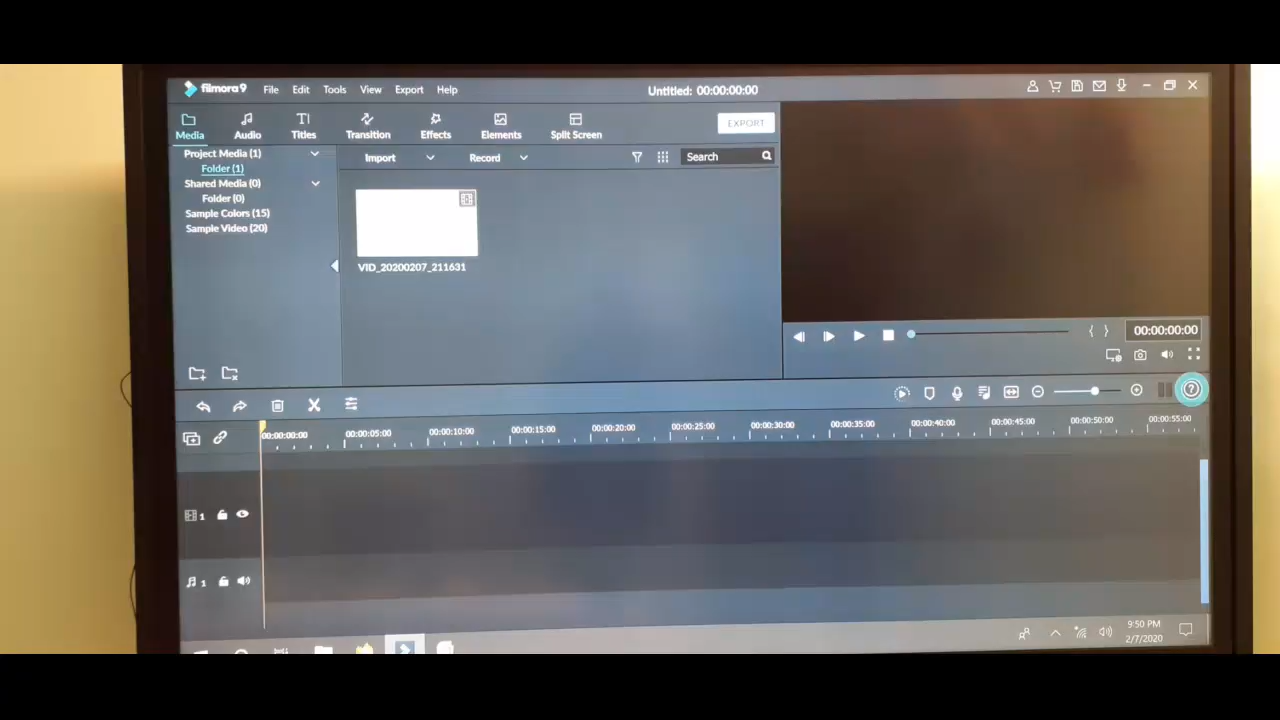 filmora9 File Edit Tools View Export Help Untitled: 00:00:00:00
Media Audio Titles Transition Effects Elements Split Screen EXPORT
Project Media (1)
Folder (1)
Shared Media (0)
Folder (0)
Sample Colors (15)
Sample Video (20)
Import Record Search
VID_20200207_211631
00:00:00:00
00:00:00:00 00:00:05:00 00:00:10:00 00:00:15:00 00:00:20:00 00:00:25:00 00:00:30:00 00:00:35:00 00:00:40:00 00:00:45:00 00:00:50:00 00:00:55:00
1
1
9:50 PM
2/7/2020